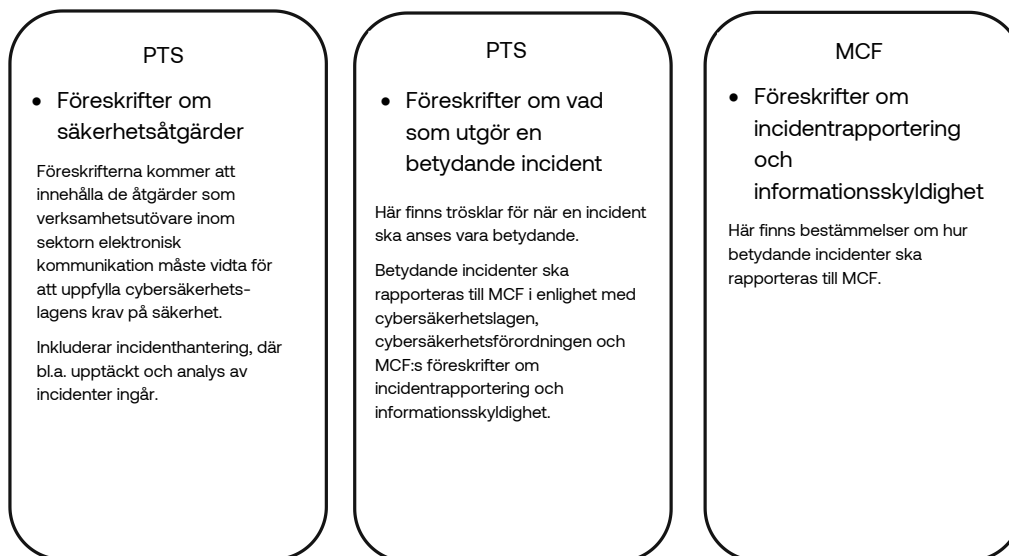 PTS
• Föreskrifter om
säkerhetsåtgärder
Föreskrifterna kommer att
innehålla de åtgärder som
verksamhetsutövare inom
sektorn elektronisk
kommunikation måste vidta för
att uppfylla cybersäkerhets-
lagens krav på säkerhet.
Inkluderar incidenthantering, där
bl.a. upptäckt och analys av
incidenter ingår.
PTS
• Föreskrifter om vad
som utgör en
betydande incident
Här finns trösklar för när en incident
ska anses vara betydande.
Betydande incidenter ska
rapporteras till MCF i enlighet med
cybersäkerhetslagen,
cybersäkerhetsförordningen och
MCF:s föreskrifter om
incidentrapportering och
informationsskyldighet.
MCF
• Föreskrifter om
incidentrapportering
och
informationsskyldighet
Här finns bestämmelser om hur
betydande incidenter ska
rapporteras till MCF.